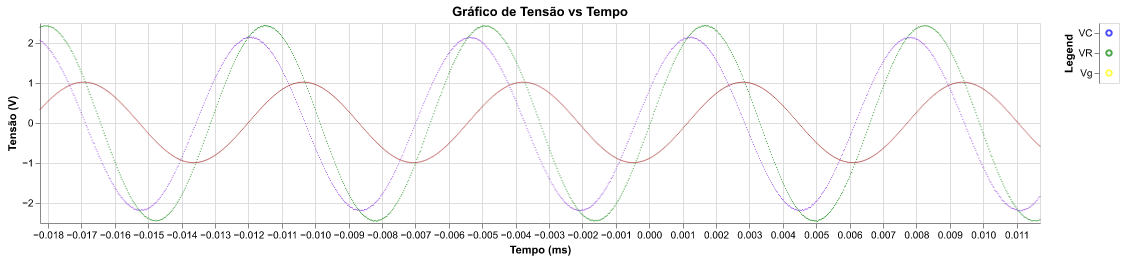 Gráfico de Tensão vs Tempo
Tensão (V)
2
1
0
−1
−2
−0.018 −0.017 −0.016 −0.015 −0.014 −0.013 −0.012 −0.011 −0.010 −0.009 −0.008 −0.007 −0.006 −0.005 −0.004 −0.003 −0.002 −0.001 0.000 0.001 0.002 0.003 0.004 0.005 0.006 0.007 0.008 0.009 0.010 0.011
Tempo (ms)
Legend
VC
VR
Vg